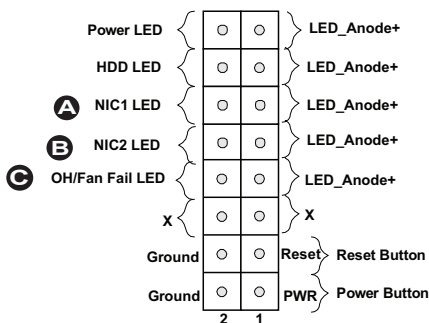 Power LED LED_Anode+
HDD LED LED_Anode+
A NIC1 LED LED_Anode+
B NIC2 LED LED_Anode+
C OH/Fan Fail LED LED_Anode+
X X
Ground Reset Reset Button
Ground PWR Power Button
2 1